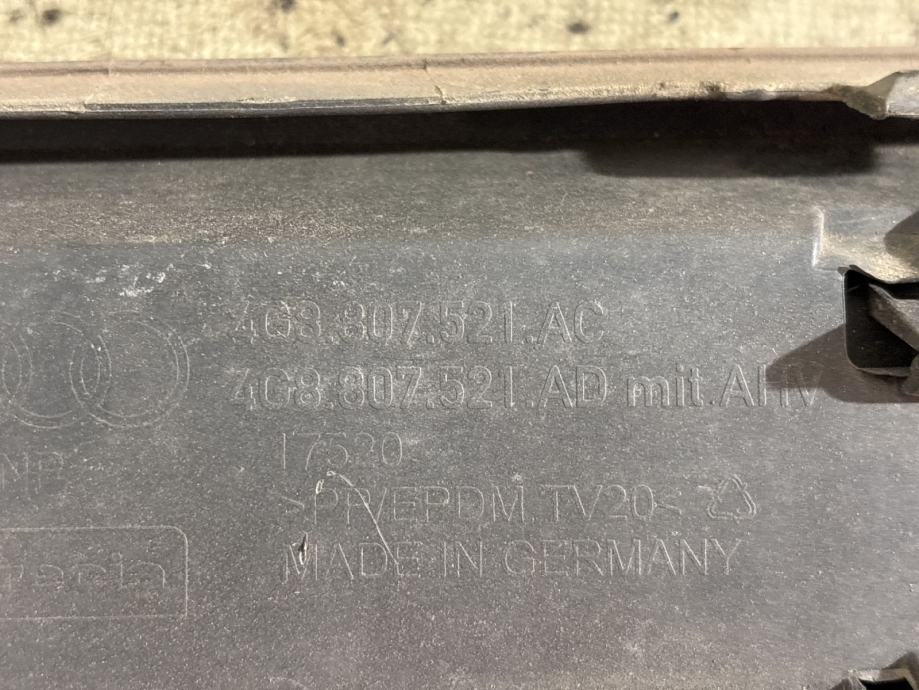 4G8.807.521.AC
4G8.807.521.AD mit.AHV
17520
>PP/EPDM TV20<
MADE IN GERMANY